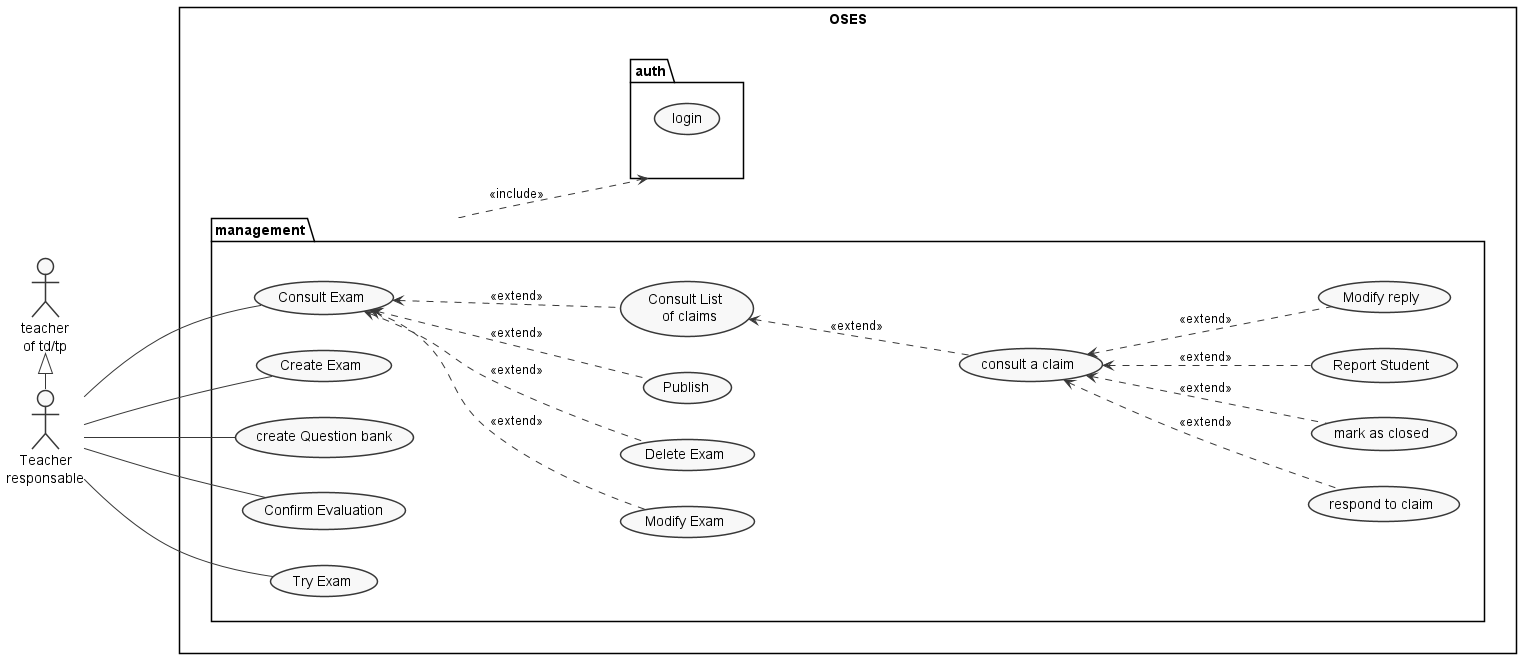 OSES
auth
login
«include»
management
teacher
of td/tp
Teacher
responsable
Consult Exam
Create Exam
create Question bank
Confirm Evaluation
Try Exam
«extend»
«extend»
«extend»
«extend»
Consult List
of claims
Publish
Delete Exam
Modify Exam
«extend»
consult a claim
«extend»
«extend»
«extend»
«extend»
Modify reply
Report Student
mark as closed
respond to claim